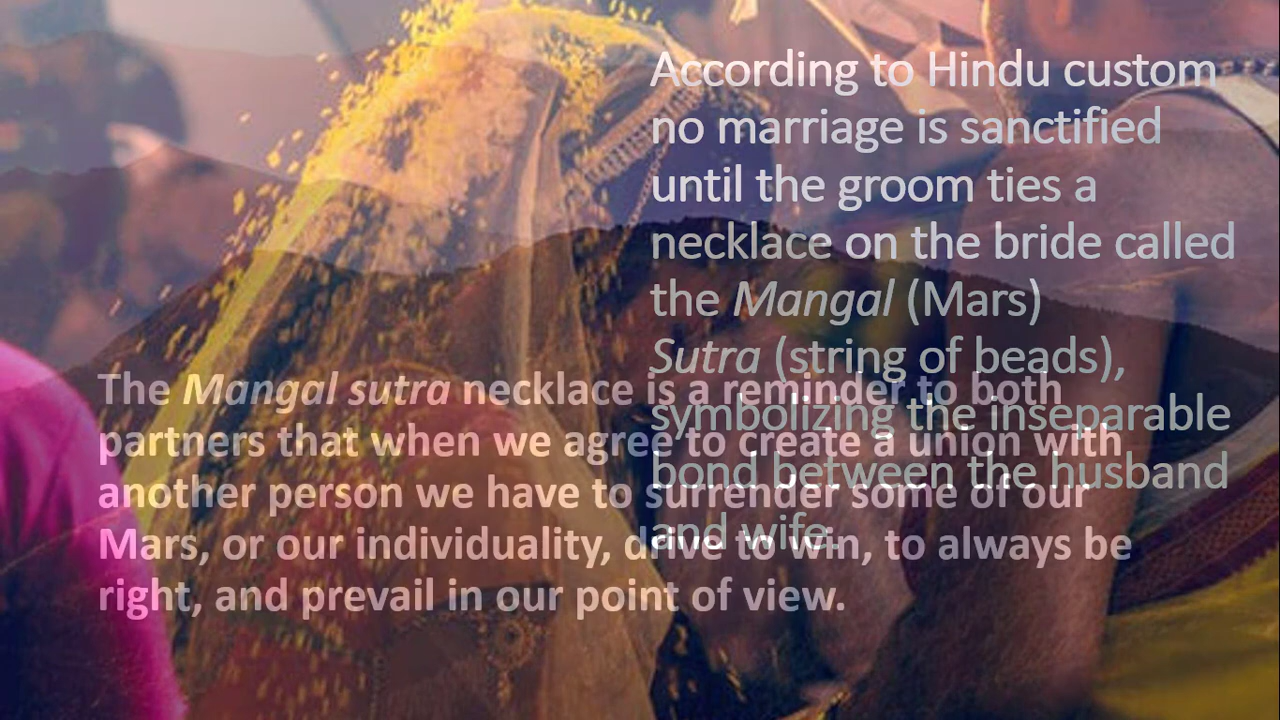 According to Hindu custom
no marriage is sanctified
until the groom ties a
necklace on the bride called
the Mangal (Mars)
Sutra (string of beads),
symbolizing the inseparable
bond between the husband
and wife.
The Mangal sutra necklace is a reminder to both
partners that when we agree to create a union with
another person we have to surrender some of our
Mars, or our individuality, drive to win, to always be
right, and prevail in our point of view.